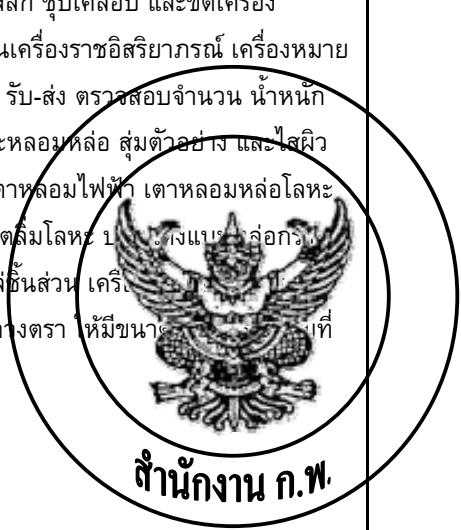 สลัก ชุบเคลือบ และขัดเครื่อง
นเครื่องราชอิสริยาภรณ์ เครื่องหมาย
รับ-ส่ง ตรวจสอบจำนวน น้ำหนัก
ะหลอมหล่อ สุ่มตัวอย่าง และไสผิว
ตาหลอมไฟฟ้า เตาหลอมหล่อโลหะ
ตลิ่มโลหะ
ชิ้นส่วน
างตรา ให้มีขนาด
ที่
สำนักงาน ก.พ.